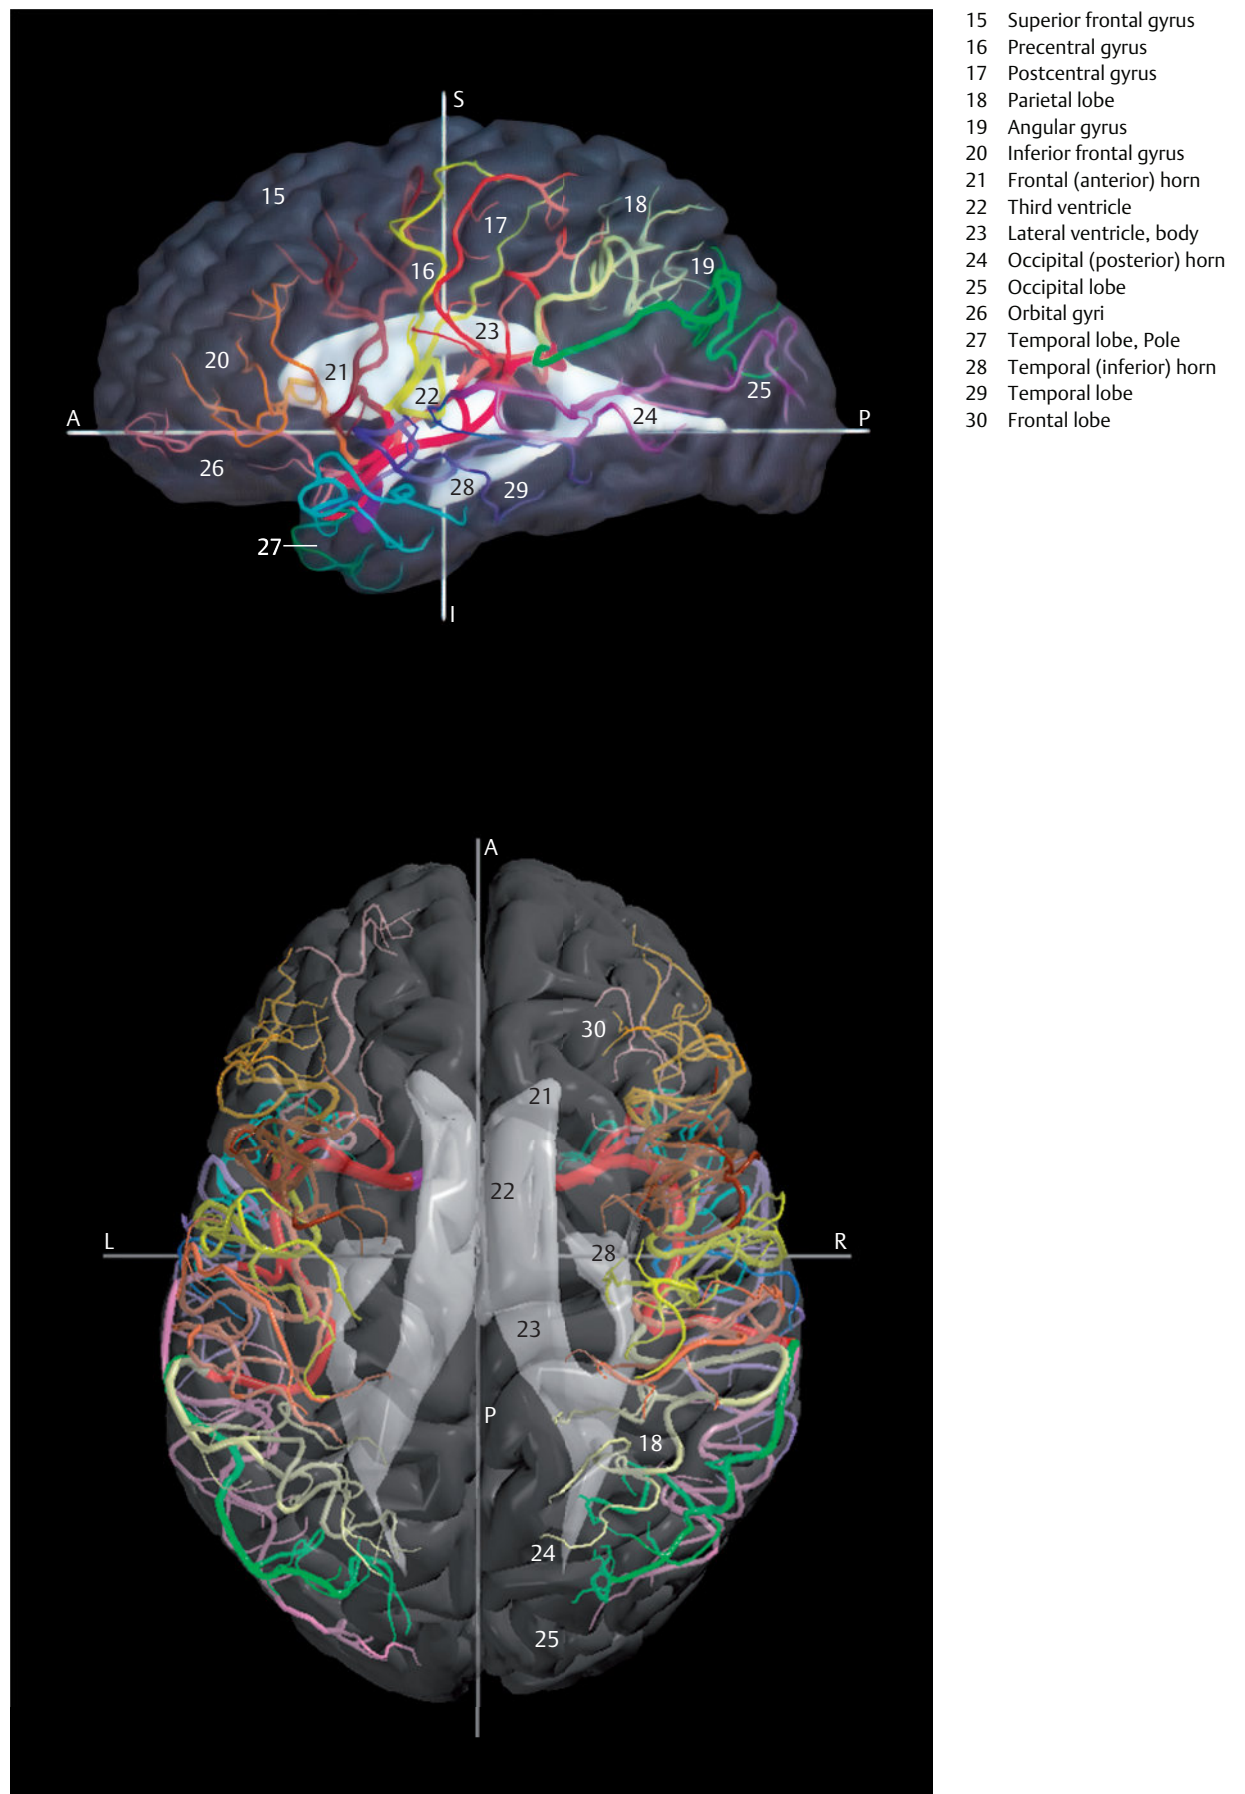 15 Superior frontal gyrus
16 Precentral gyrus
17 Postcentral gyrus
18 Parietal lobe
19 Angular gyrus
20 Inferior frontal gyrus
21 Frontal (anterior) horn
22 Third ventricle
23 Lateral ventricle, body
24 Occipital (posterior) horn
25 Occipital lobe
26 Orbital gyri
27 Temporal lobe, Pole
28 Temporal (inferior) horn
29 Temporal lobe
30 Frontal lobe
S
15
18
17
19
16
23
20
21
25
22
A
24
P
26
28
29
27
I
A
30
21
22
L
R
28
23
P
18
24
25